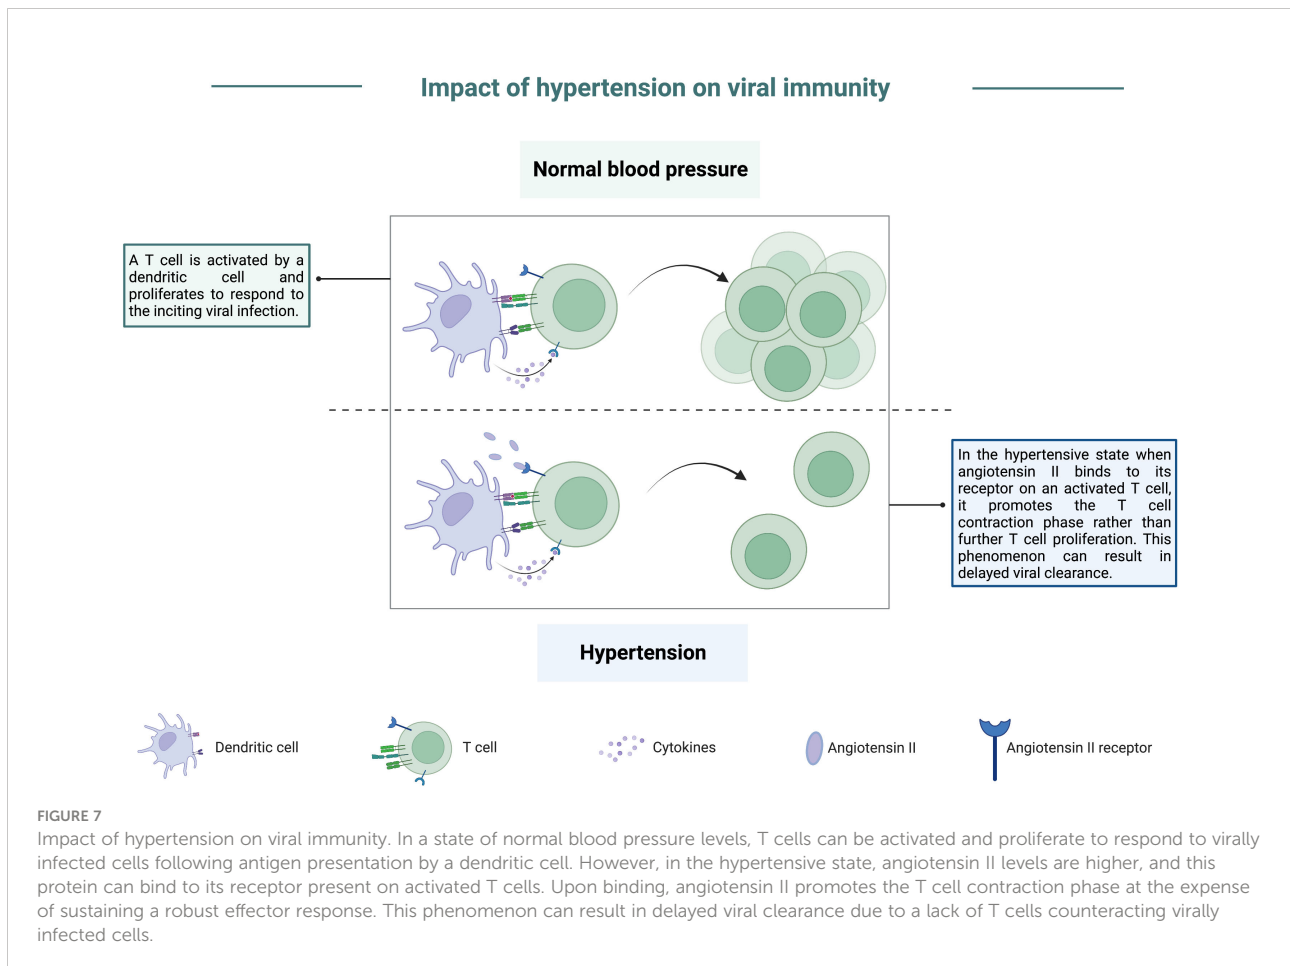 Impact of hypertension on viral immunity
Normal blood pressure
A T cell is activated by a
dendritic cell and
proliferates to respond to
the inciting viral infection.
In the hypertensive state when
angiotensin II binds to its
receptor on an activated T cell,
it promotes the T cell
contraction phase rather than
further T cell proliferation. This
phenomenon can result in
delayed viral clearance.
Hypertension
Dendritic cell
T cell
Cytokines
Angiotensin II
Angiotensin II receptor
FIGURE 7
Impact of hypertension on viral immunity. In a state of normal blood pressure levels, T cells can be activated and proliferate to respond to virally
infected cells following antigen presentation by a dendritic cell. However, in the hypertensive state, angiotensin II levels are higher, and this
protein can bind to its receptor present on activated T cells. Upon binding, angiotensin II promotes the T cell contraction phase at the expense
of sustaining a robust effector response. This phenomenon can result in delayed viral clearance due to a lack of T cells counteracting virally
infected cells.